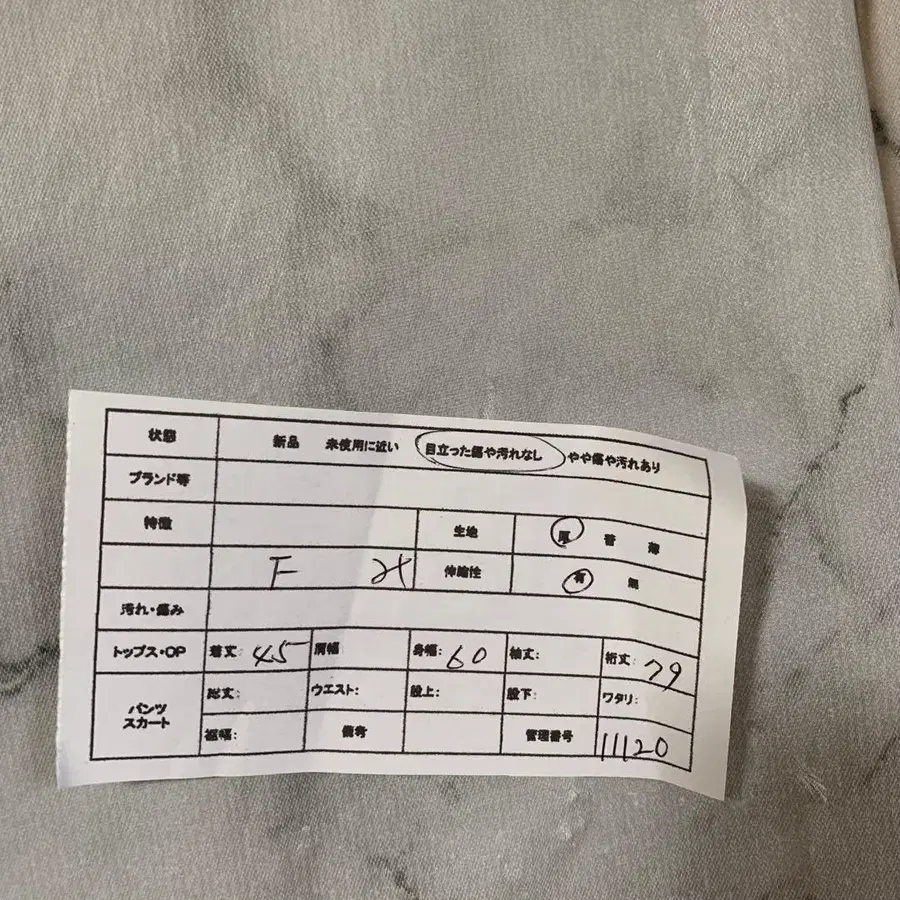 状態 新品 未使用に近い 目立った傷や汚れなし やや傷や汚れあり
ブランド等
特徴 生地 厚 普 薄
F 伸縮性 有 無
汚れ・傷み
トップス・OP 着丈: 45 肩幅 身幅: 60 袖丈: 裄丈: 79
パンツ スカート 総丈: ウエスト: 股上: 股下: ワタリ:
裾幅: 備考 管理番号 11120